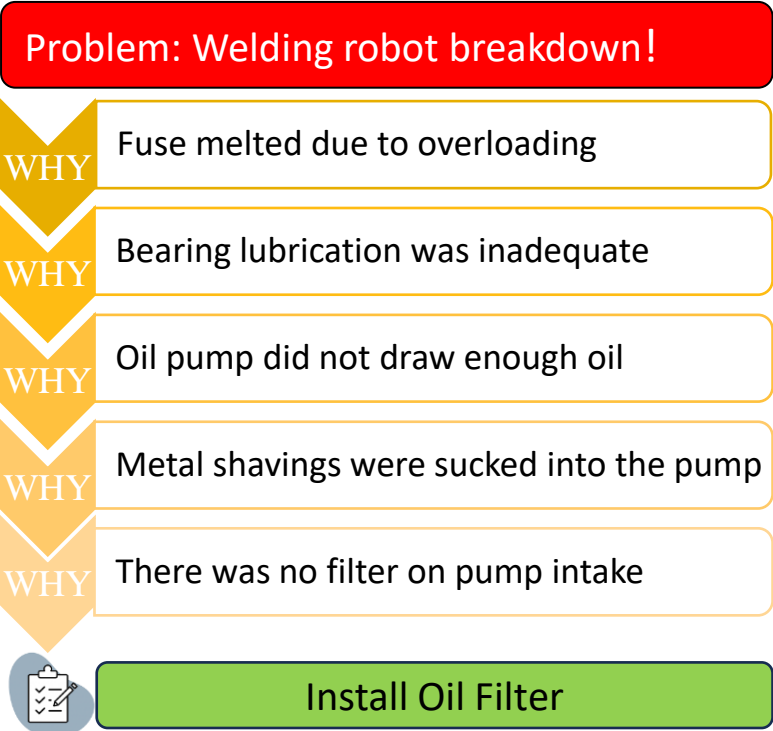 Problem: Welding robot breakdown!
WHY
Fuse melted due to overloading
WHY
Bearing lubrication was inadequate
WHY
Oil pump did not draw enough oil
WHY
Metal shavings were sucked into the pump
WHY
There was no filter on pump intake
Install Oil Filter